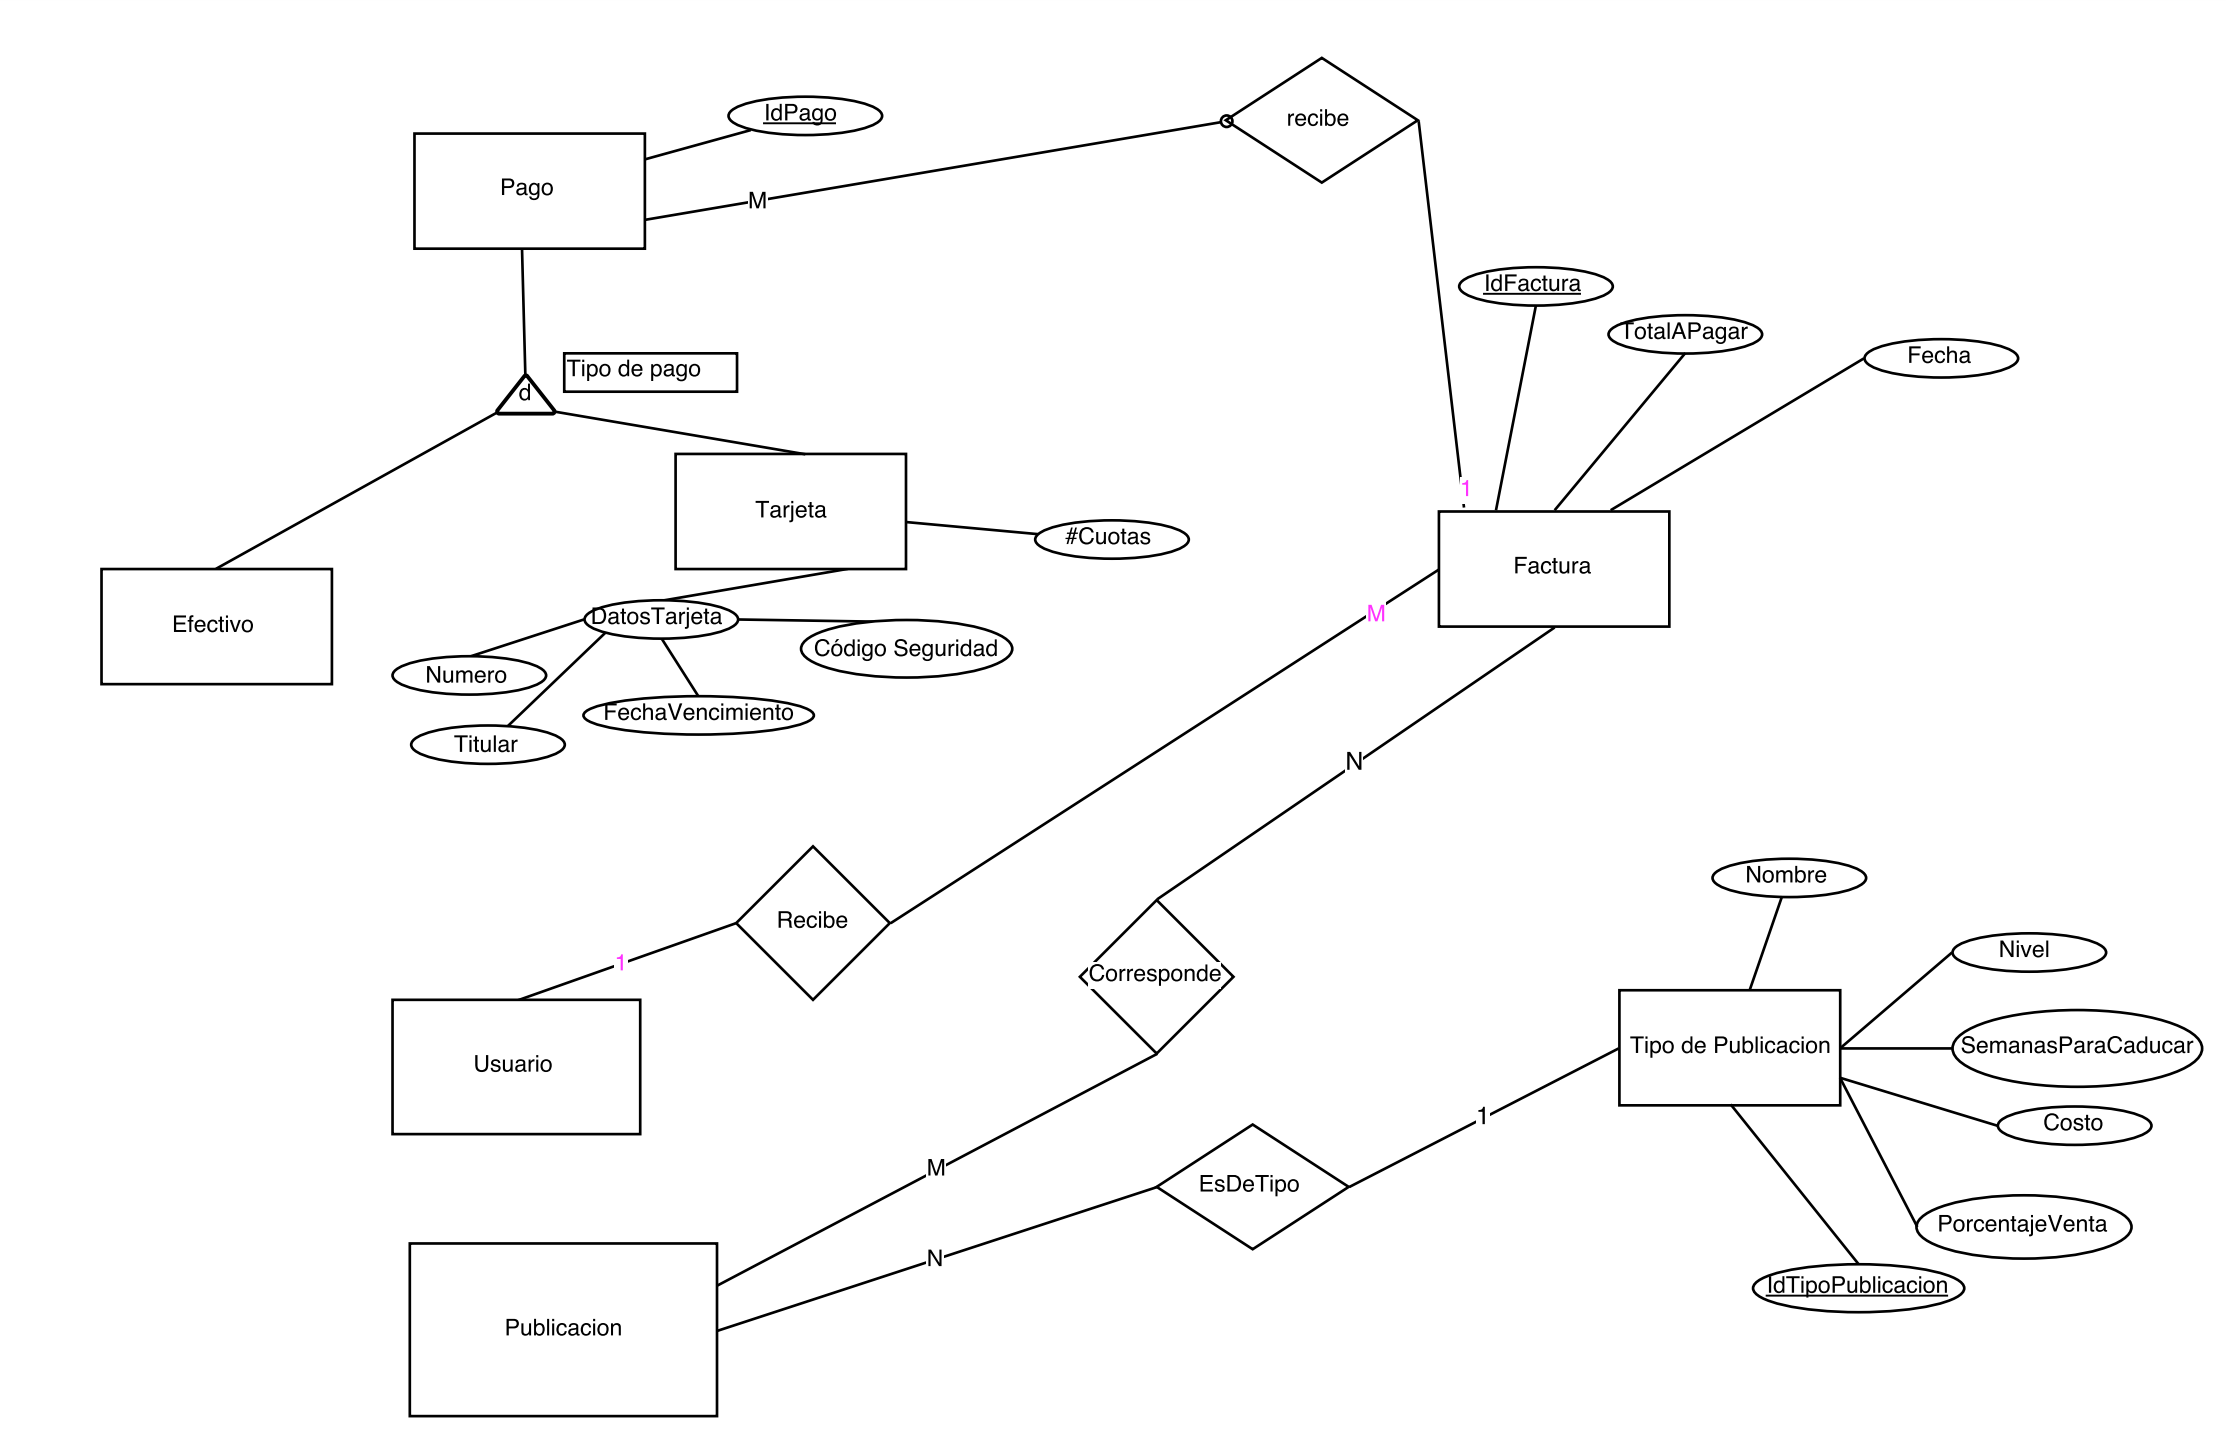 IdPago
recibe
Pago
M
IdFactura
TotalAPagar
Fecha
Tipo de pago
d
1
Tarjeta
#Cuotas
Factura
Efectivo
DatosTarjeta
M
Código Seguridad
Numero
FechaVencimiento
Titular
N
Nombre
Recibe
Nivel
1
Corresponde
Usuario
Tipo de Publicacion
SemanasParaCaducar
1
Costo
M
EsDeTipo
PorcentajeVenta
N
IdTipoPublicacion
Publicacion